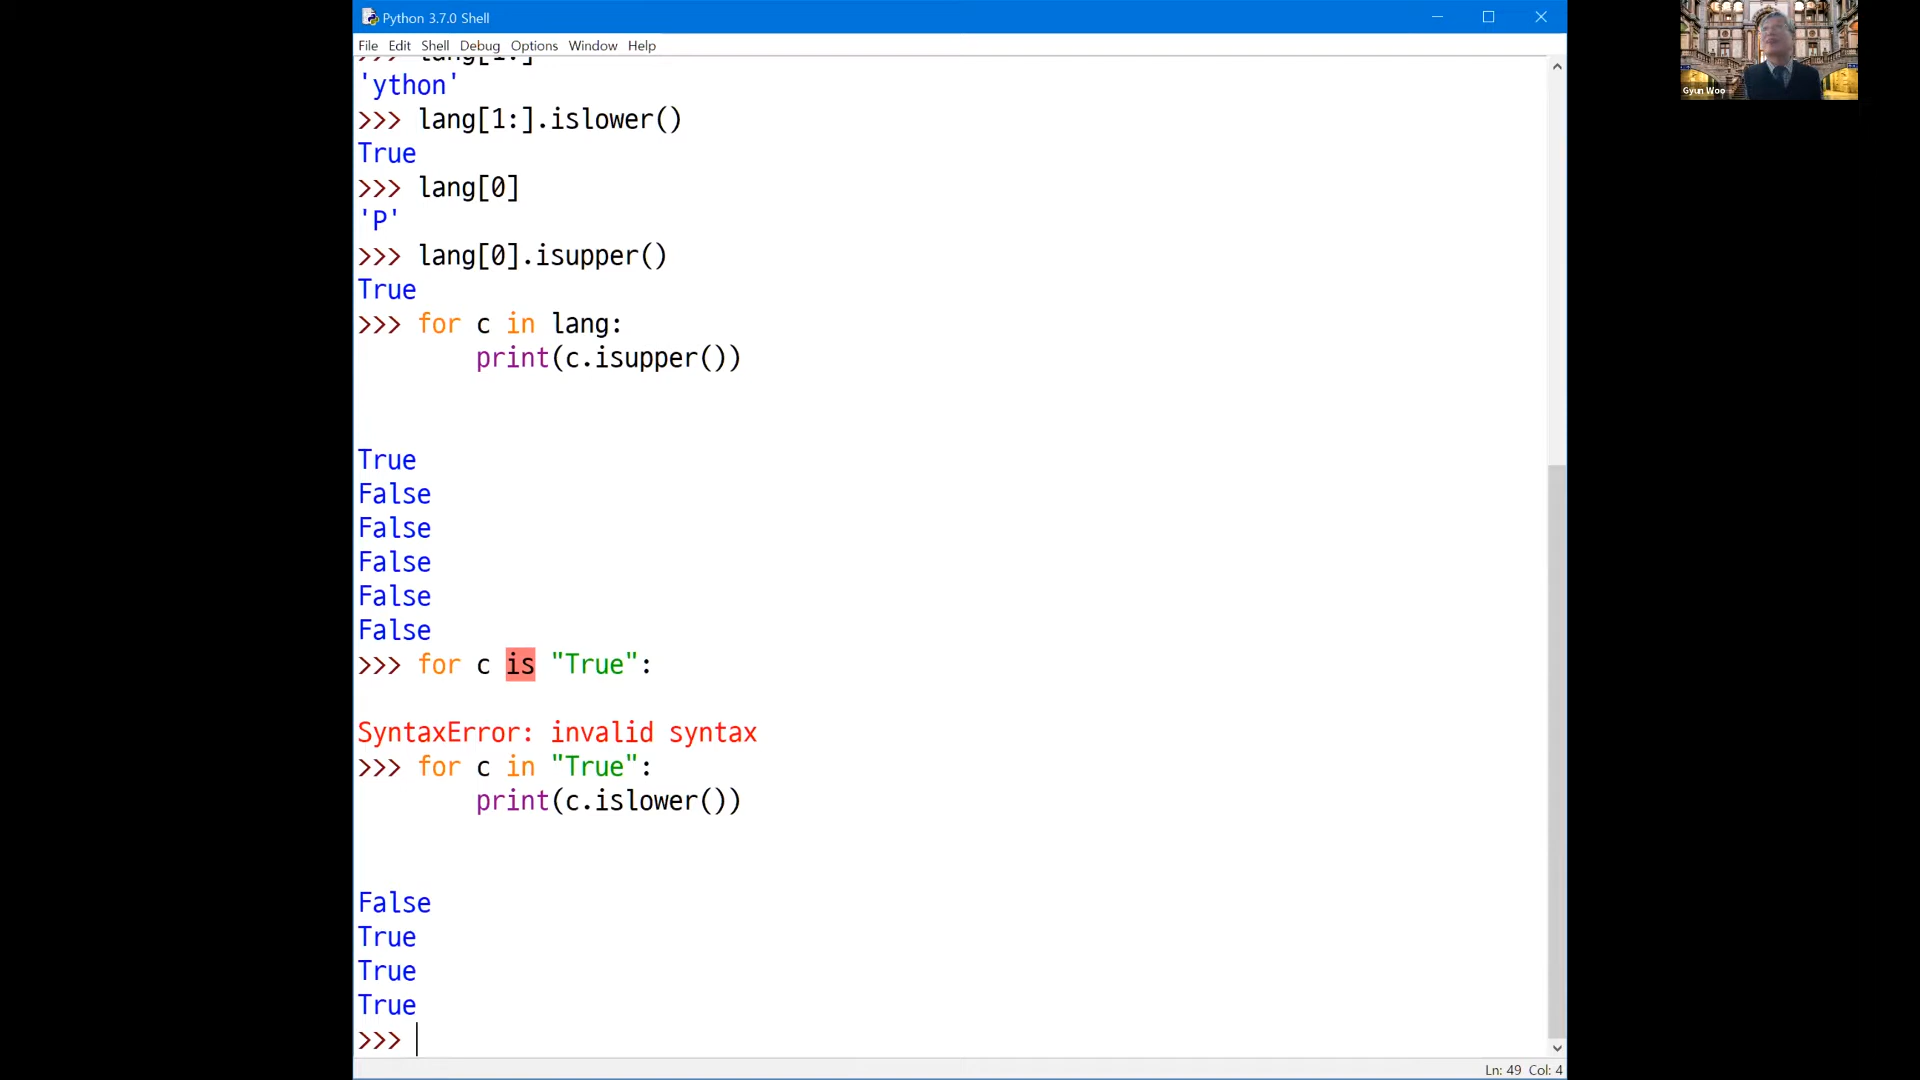 Python 3.7.0 Shell
File Edit Shell Debug Options Window Help
>>> lang[1:]
'ython'
>>> lang[1:].islower()
True
>>> lang[0]
'P'
>>> lang[0].isupper()
True
>>> for c in lang:
print(c.isupper())
True
False
False
False
False
False
>>> for c is "True":
SyntaxError: invalid syntax
>>> for c in "True":
print(c.islower())
False
True
True
True
>>>
Ln: 49 Col: 4
Gyun Woo